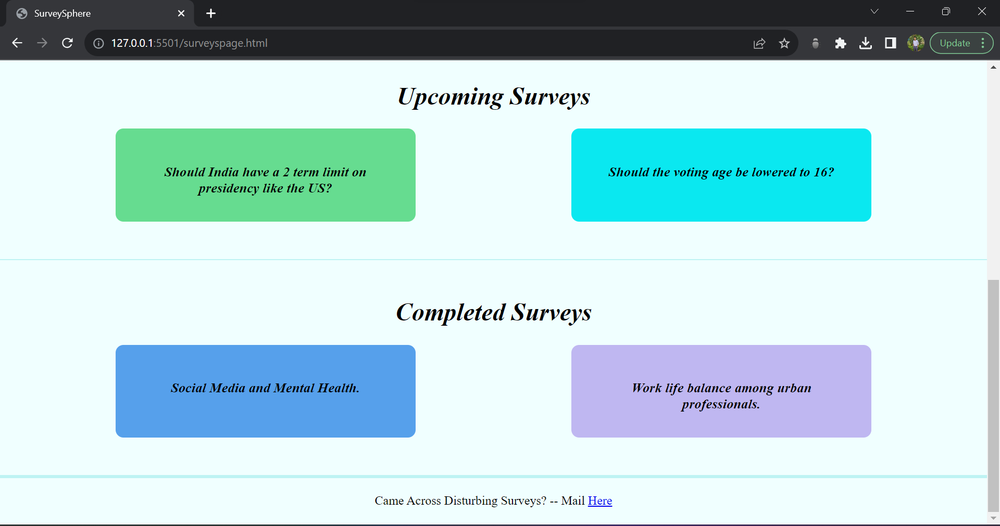 SurveySphere
127.0.0.1:5501/surveyspage.html
Update
Upcoming Surveys
Should India have a 2 term limit on
presidency like the US?
Should the voting age be lowered to 16?
Completed Surveys
Social Media and Mental Health.
Work life balance among urban
professionals.
Came Across Disturbing Surveys? -- Mail Here